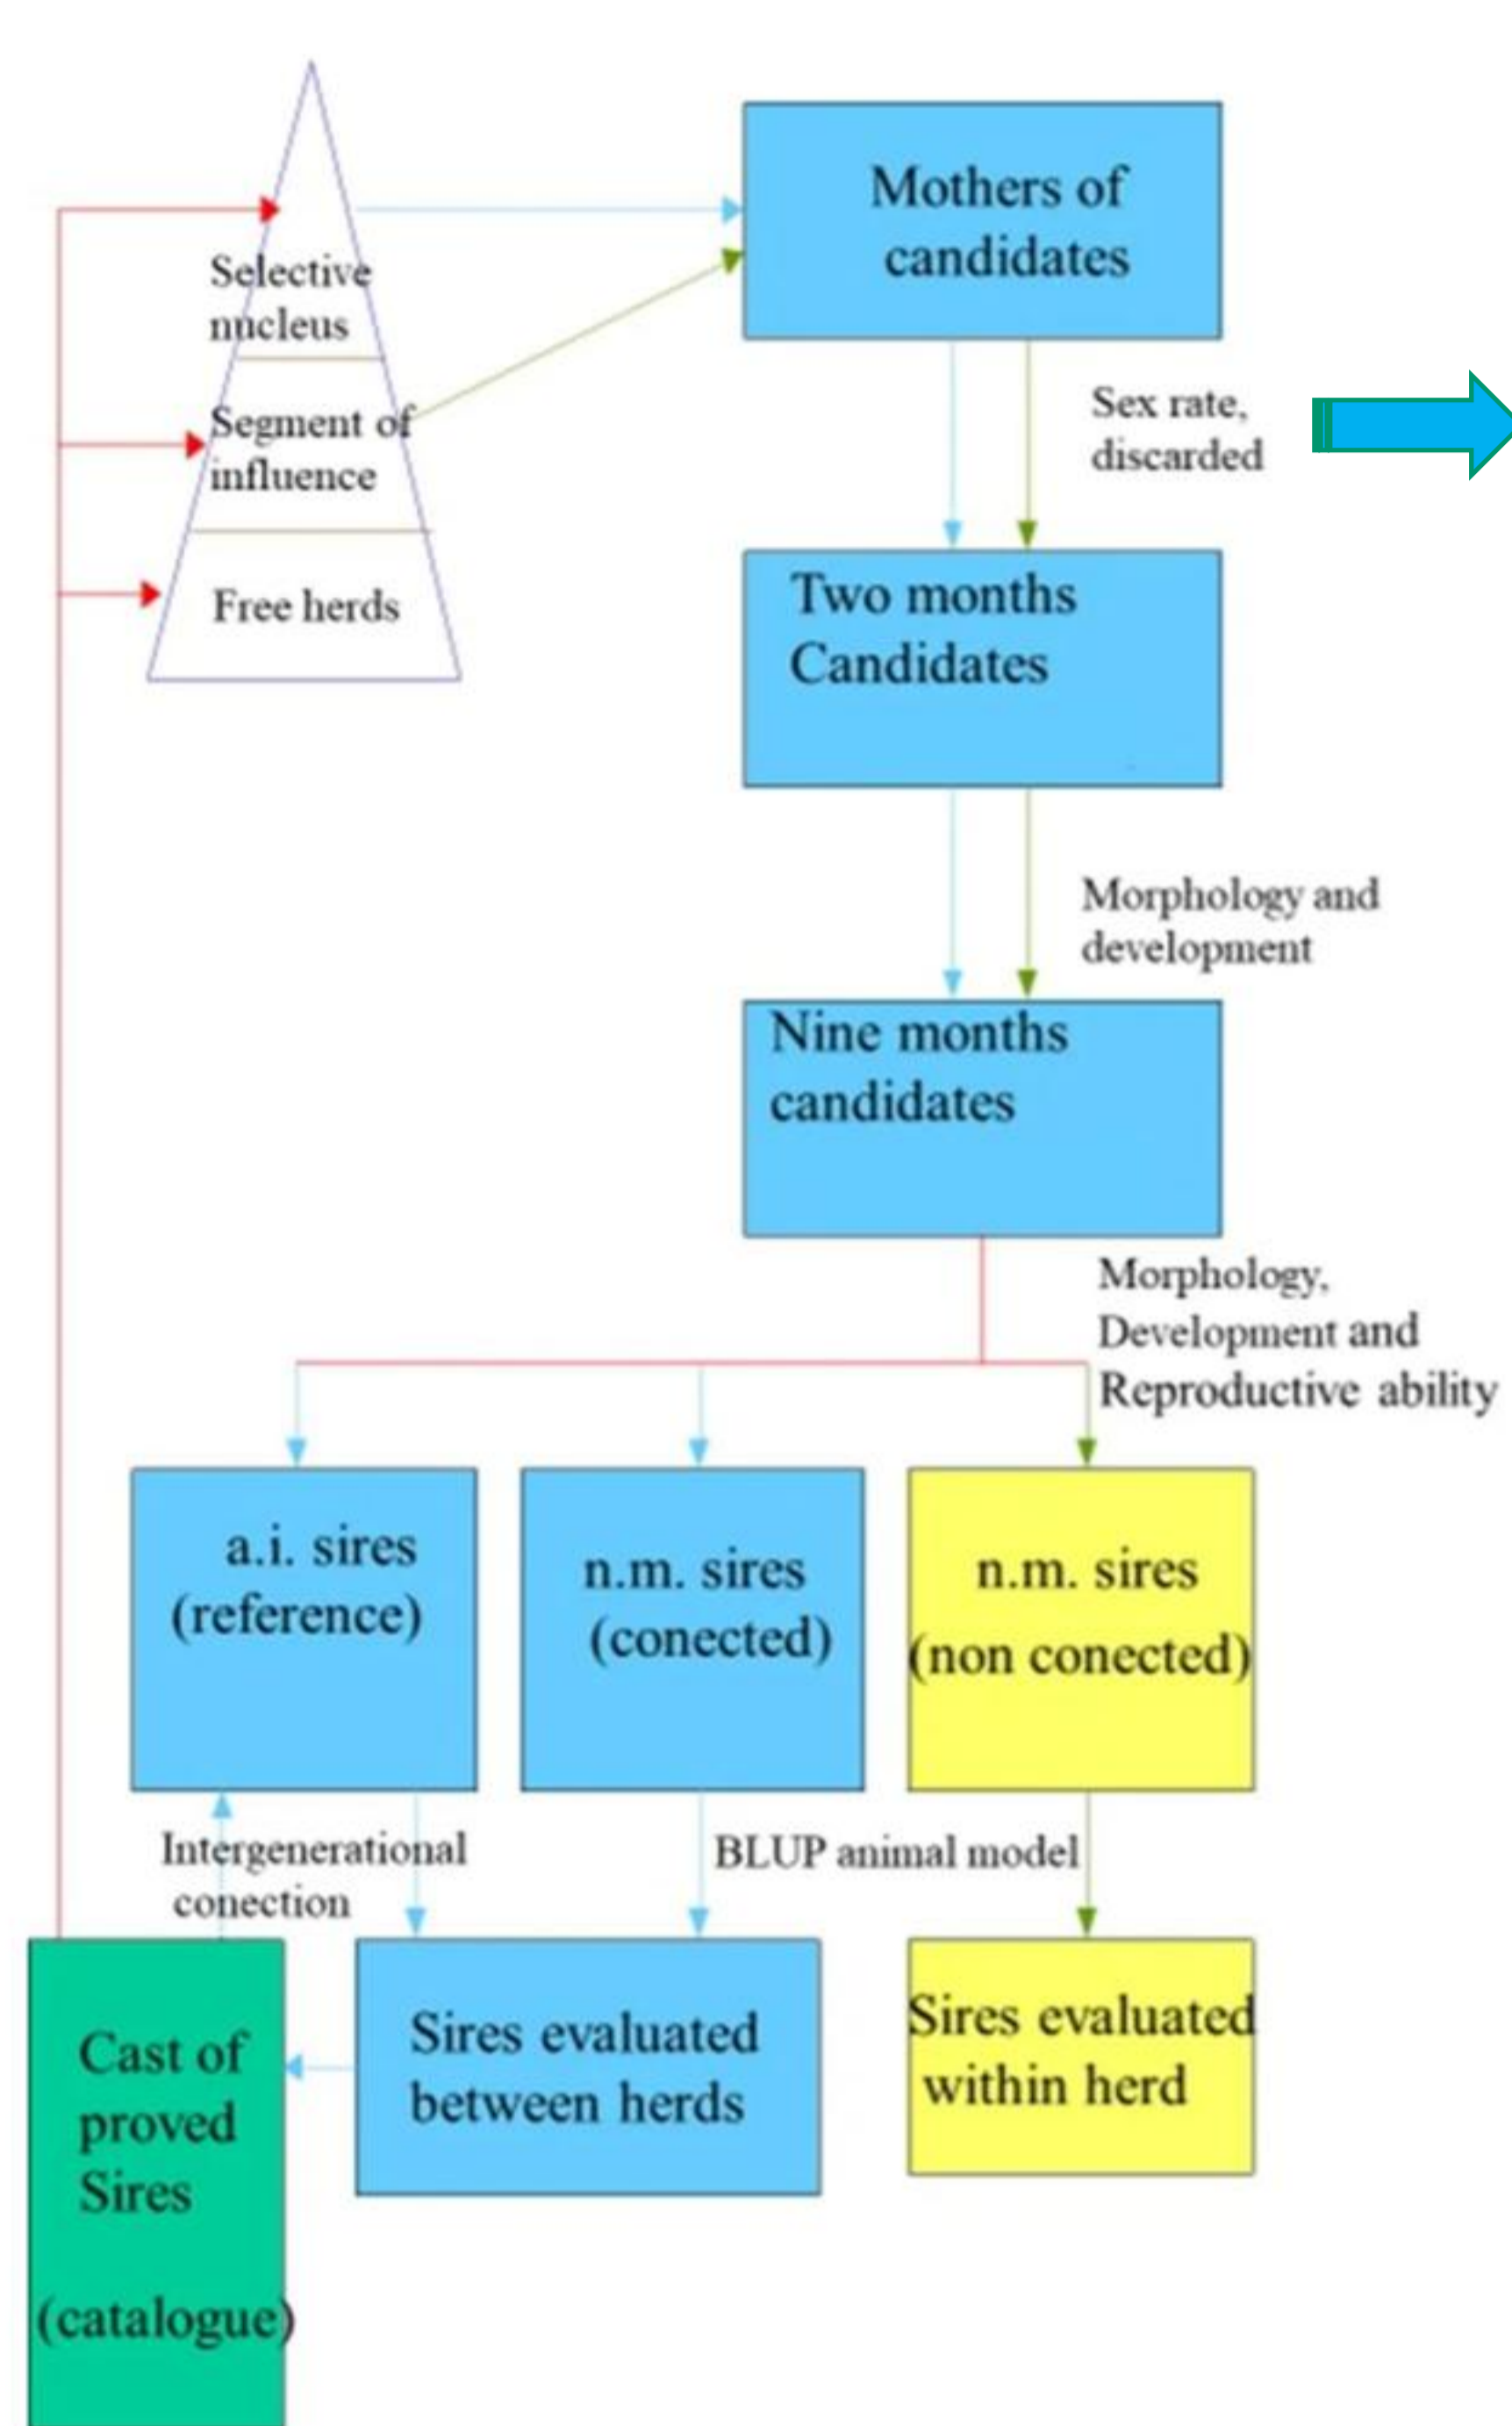 Mothers of
candidates
Selective
nucleus
Segment of
influence
Free herds
Sex rate,
discarded
Two months
Candidates
Morphology and
development
Nine months
candidates
Morphology,
Development and
Reproductive ability
a.i. sires
(reference)
n.m. sires
(conected)
n.m. sires
(non conected)
Intergenerational
conection
BLUP animal model
Cast of
proved
Sires
(catalogue)
Sires evaluated
between herds
Sires evaluated
within herd